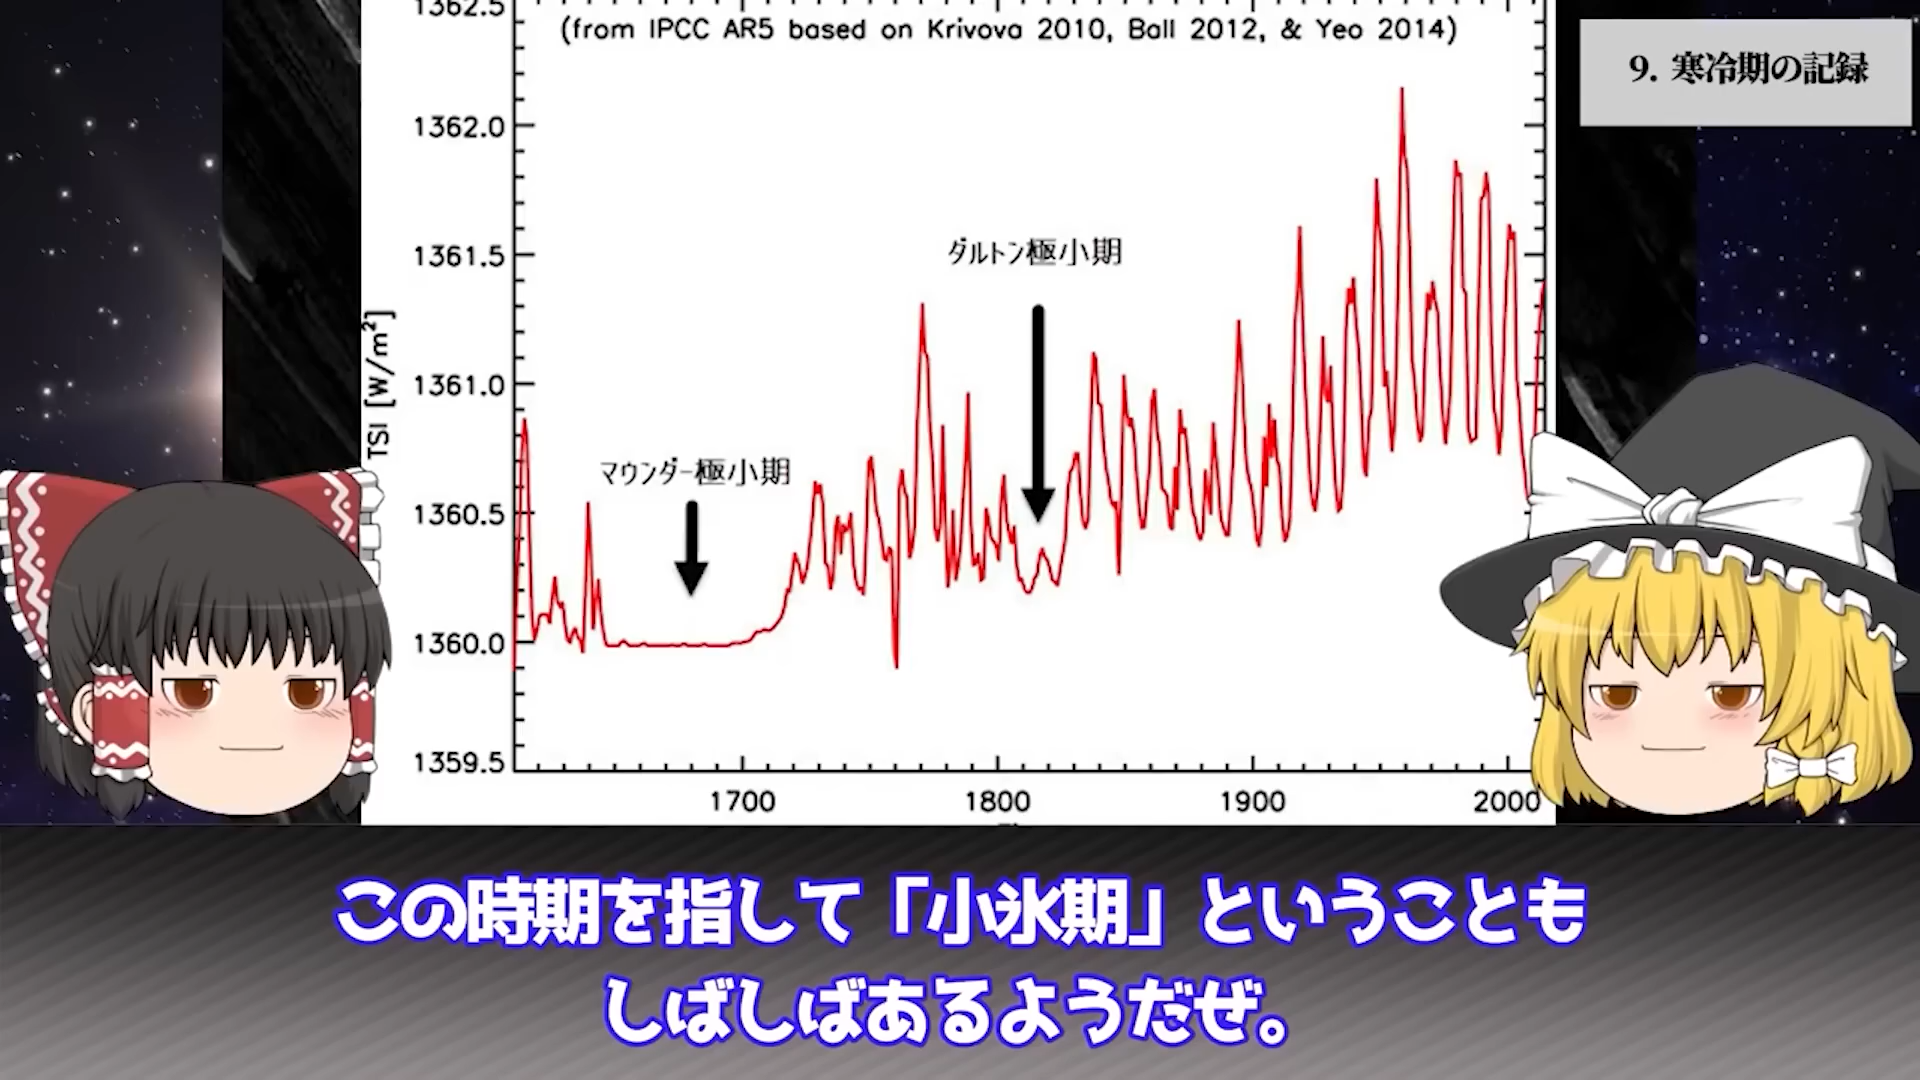 1362.5
(from IPCC AR5 based on Krivova 2010, Ball 2012, & Yeo 2014)
9. 寒冷期の記録
1362.0
1361.5
1361.0
1360.5
1360.0
1359.5
TSI [W/m²]
ダルトン極小期
マウンダー極小期
1700
1800
1900
2000
この時期を指して「小氷期」ということも
しばしばあるようだぜ。